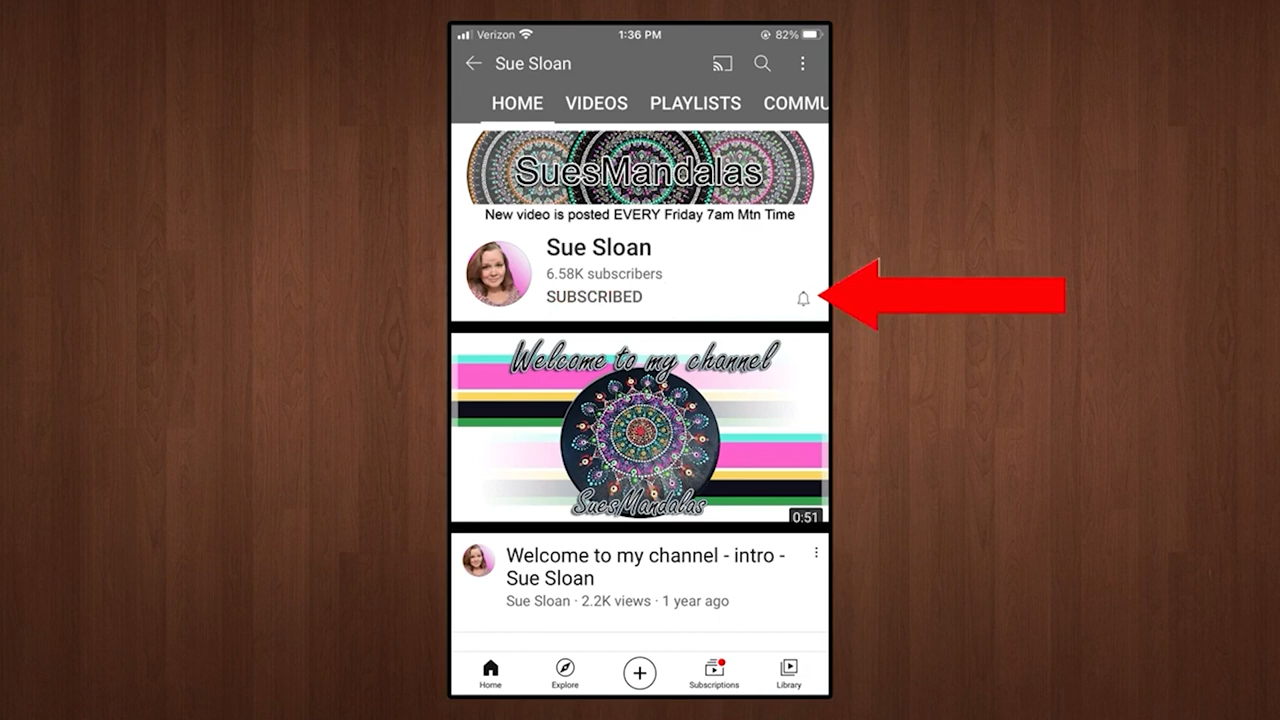 Verizon 1:36 PM 82%
Sue Sloan
HOME VIDEOS PLAYLISTS COMMU
SuesMandalas
New video is posted EVERY Friday 7am Mtn Time
Sue Sloan
6.58K subscribers
SUBSCRIBED
Welcome to my channel
SuesMandalas
0:51
Welcome to my channel - intro -
Sue Sloan
Sue Sloan · 2.2K views · 1 year ago
Home Explore Subscriptions Library